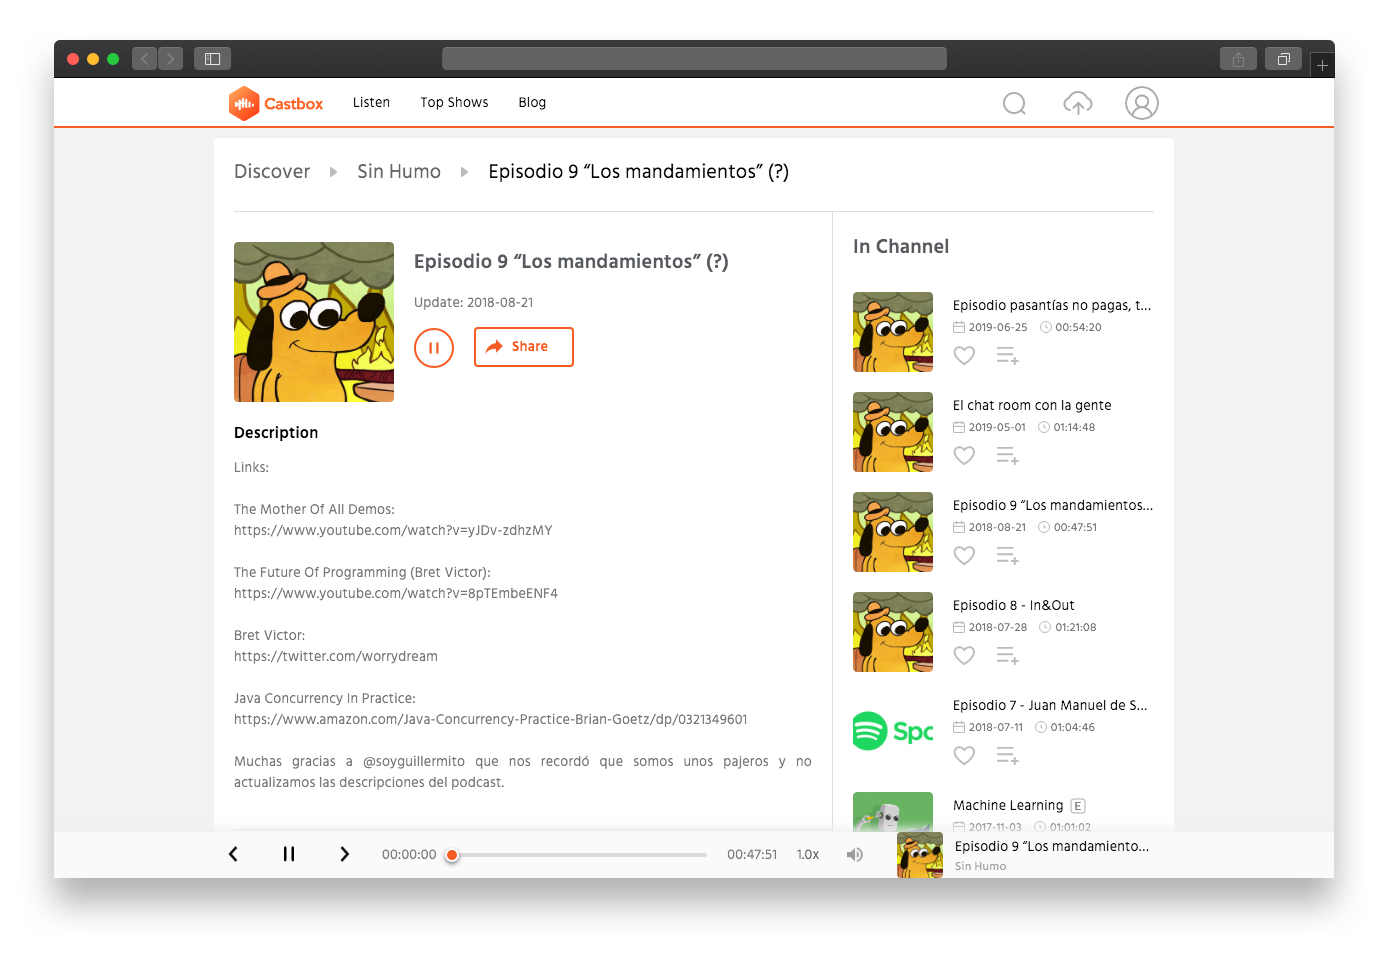 Castbox
Listen
Top Shows
Blog
Discover
Sin Humo
Episodio 9 “Los mandamientos” (?)
Episodio 9 “Los mandamientos” (?)
Update: 2018-08-21
Share
Description
Links:
The Mother Of All Demos:
https://www.youtube.com/watch?v=yJDv-zdhzMY
The Future Of Programming (Bret Victor):
https://www.youtube.com/watch?v=8pTEmbeENF4
Bret Victor:
https://twitter.com/worrydream
Java Concurrency In Practice:
https://www.amazon.com/Java-Concurrency-Practice-Brian-Goetz/dp/0321349601
Muchas gracias a @soyguillermito que nos recordó que somos unos pajeros y no
actualizamos las descripciones del podcast.
In Channel
Episodio pasantías no pagas, t...
2019-06-25 00:54:20
El chat room con la gente
2019-05-01 01:14:48
Episodio 9 “Los mandamientos...
2018-08-21 00:47:51
Episodio 8 - In&Out
2018-07-28 01:21:08
Spo
Episodio 7 - Juan Manuel de S...
2018-07-11 01:04:46
Machine Learning E
2017-11-03 01:01:02
00:00:00
00:47:51
1.0x
Episodio 9 “Los mandamiento...
Sin Humo